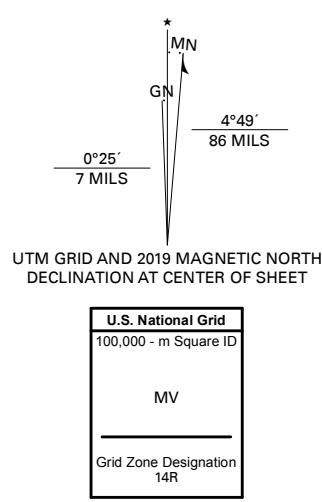 ★
MN
GN
4°49´
86 MILS
0°25´
7 MILS
UTM GRID AND 2019 MAGNETIC NORTH
DECLINATION AT CENTER OF SHEET
U.S. National Grid
100,000 - m Square ID
MV
Grid Zone Designation
14R